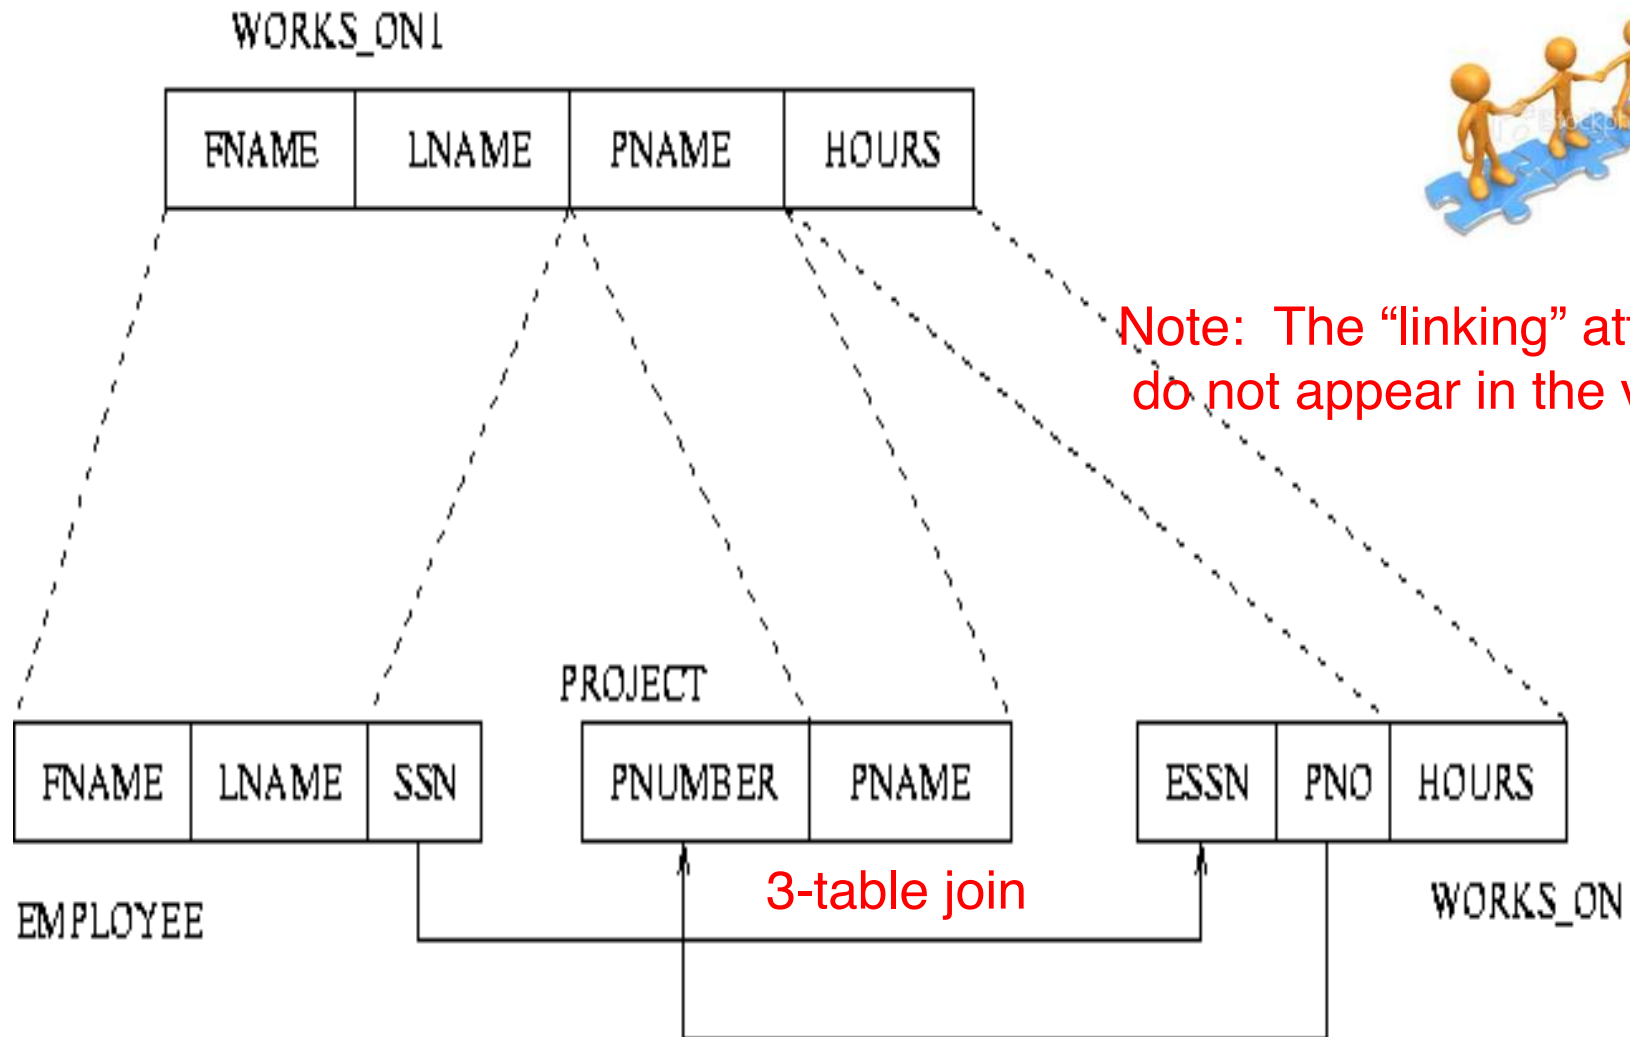 WORKS_ON1
FNAME LNAME PNAME HOURS
Note: The “linking”
do not appear in the
PROJECT
FNAME LNAME SSN PNUMBER PNAME ESSN PNO HOURS
3-table join
EMPLOYEE WORKS_ON